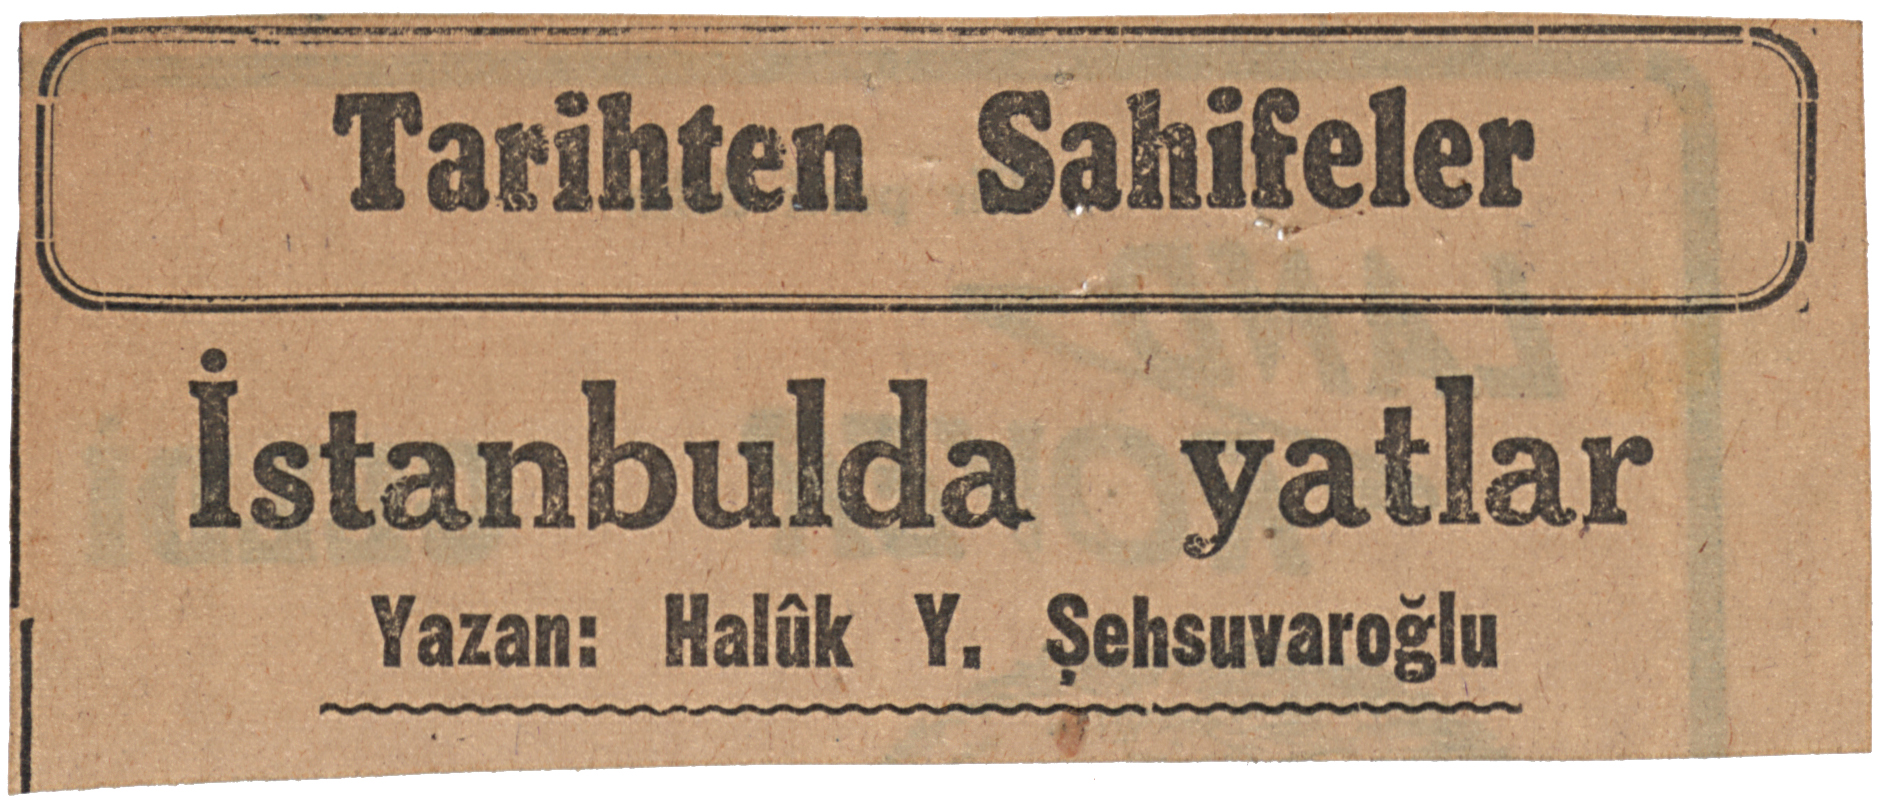 Tarihten Sahifeler
İstanbulda yatlar
Yazan: Halûk Y. Şehsuvaroğlu